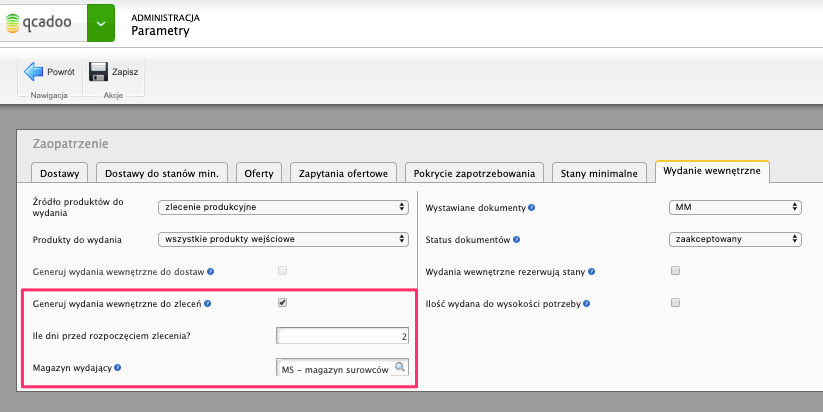 qcadoo
ADMINISTRACJA
Parametry
Powrót
Zapisz
Nawigacja
Akcje
Zaopatrzenie
Dostawy
Dostawy do stanów min.
Oferty
Zapytania ofertowe
Pokrycie zapotrzebowania
Stany minimalne
Wydanie wewnętrzne
Źródło produktów do
wydania
zlecenie produkcyjne
Produkty do wydania
wszystkie produkty wejściowe
Generuj wydania wewnętrzne do dostaw ?
Generuj wydania wewnętrzne do zleceń ?
Ile dni przed rozpoczęciem zlecenia?
2
Magazyn wydający ?
MS - magazyn surowców
Wystawiane dokumenty ?
MM
Status dokumentów ?
zaakceptowany
Wydania wewnętrzne rezerwują stany ?
Ilość wydana do wysokości potrzeby ?